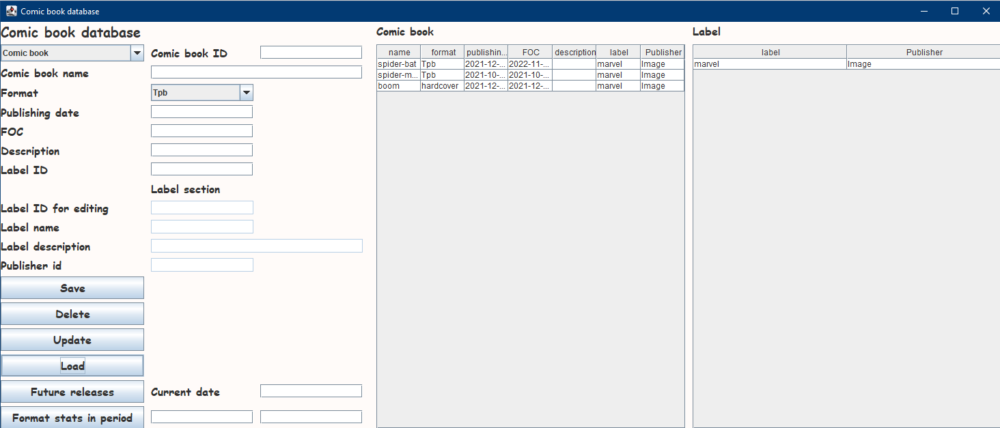 Comic book database
Comic book database
Comic book
Comic book ID
Comic book name
Format
Tpb
Publishing date
FOC
Description
Label ID
Label section
Label ID for editing
Label name
Label description
Publisher id
Save
Delete
Update
Load
Future releases
Current date
Format stats in period
Comic book
name format publishin... FOC description label Publisher
spider-bat Tpb 2021-12-... 2022-11-... marvel Image
spider-m... Tpb 2021-10-... 2021-10-... marvel Image
boom hardcover 2021-12-... 2021-12-... marvel Image
Label
label Publisher
marvel Image